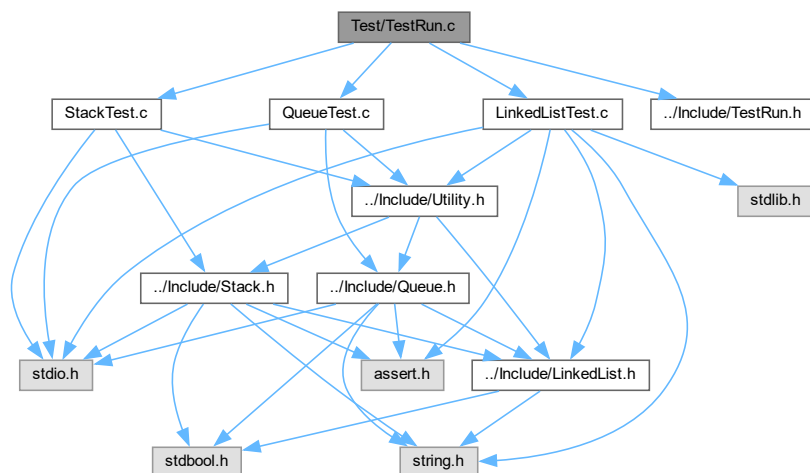 Test/TestRun.c
StackTest.c
QueueTest.c
LinkedListTest.c
../Include/TestRun.h
../Include/Utility.h
stdlib.h
../Include/Stack.h
../Include/Queue.h
stdio.h
assert.h
../Include/LinkedList.h
stdbool.h
string.h